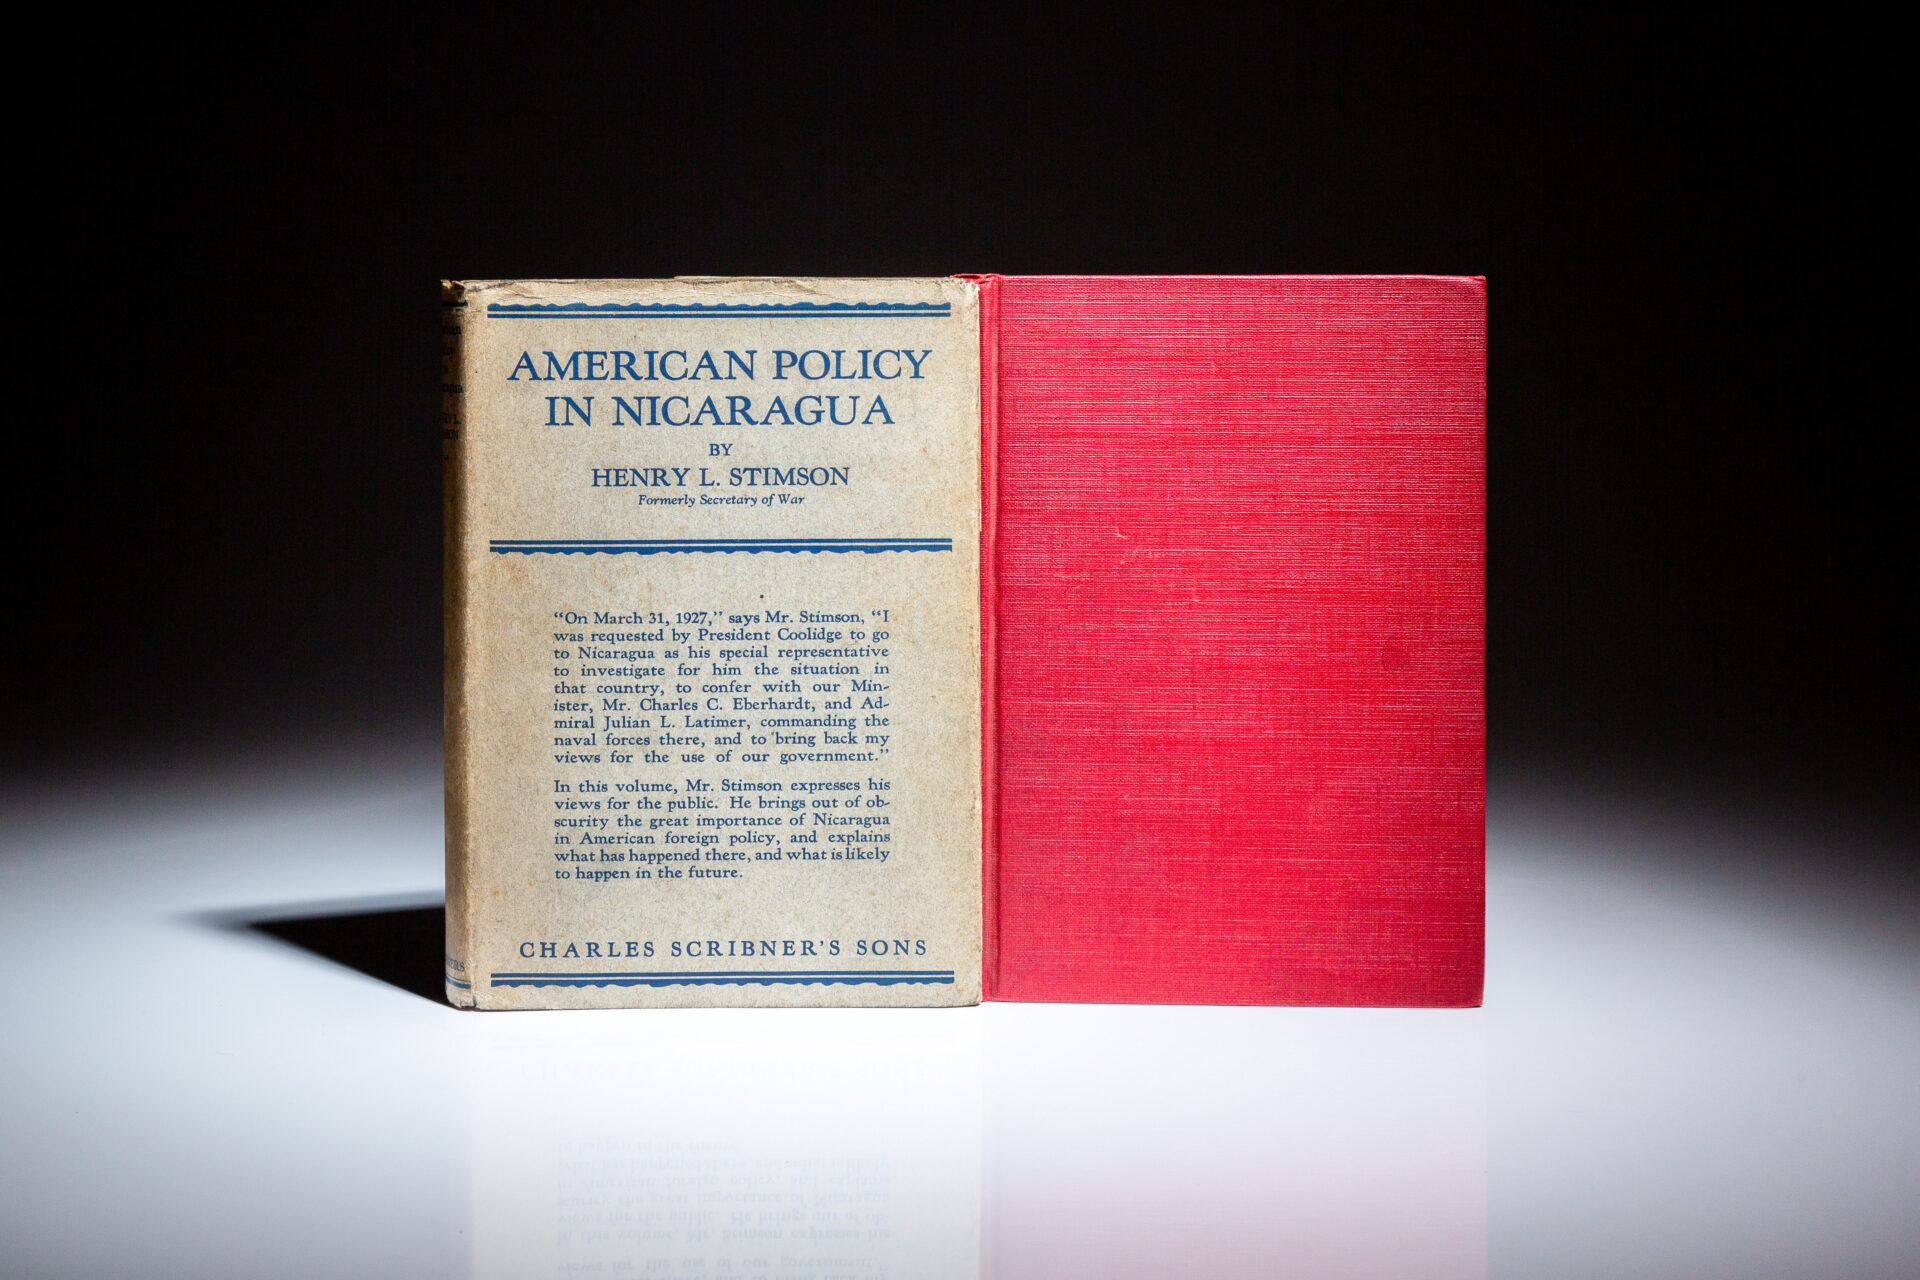 AMERICAN POLICY
IN NICARAGUA
BY
HENRY L. STIMSON
Formerly Secretary of War
“On March 31, 1927,” says Mr. Stimson, “I
was requested by President Coolidge to go
to Nicaragua as his special representative
to investigate for him the situation in
that country, to confer with our Min-
ister, Mr. Charles C. Eberhardt, and Ad-
miral Julian L. Latimer, commanding the
naval forces there, and to bring back my
views for the use of our government.”
In this volume, Mr. Stimson expresses his
views for the public. He brings out of ob-
scurity the great importance of Nicaragua
in American foreign policy, and explains
what has happened there, and what is likely
to happen in the future.
CHARLES SCRIBNER'S SONS